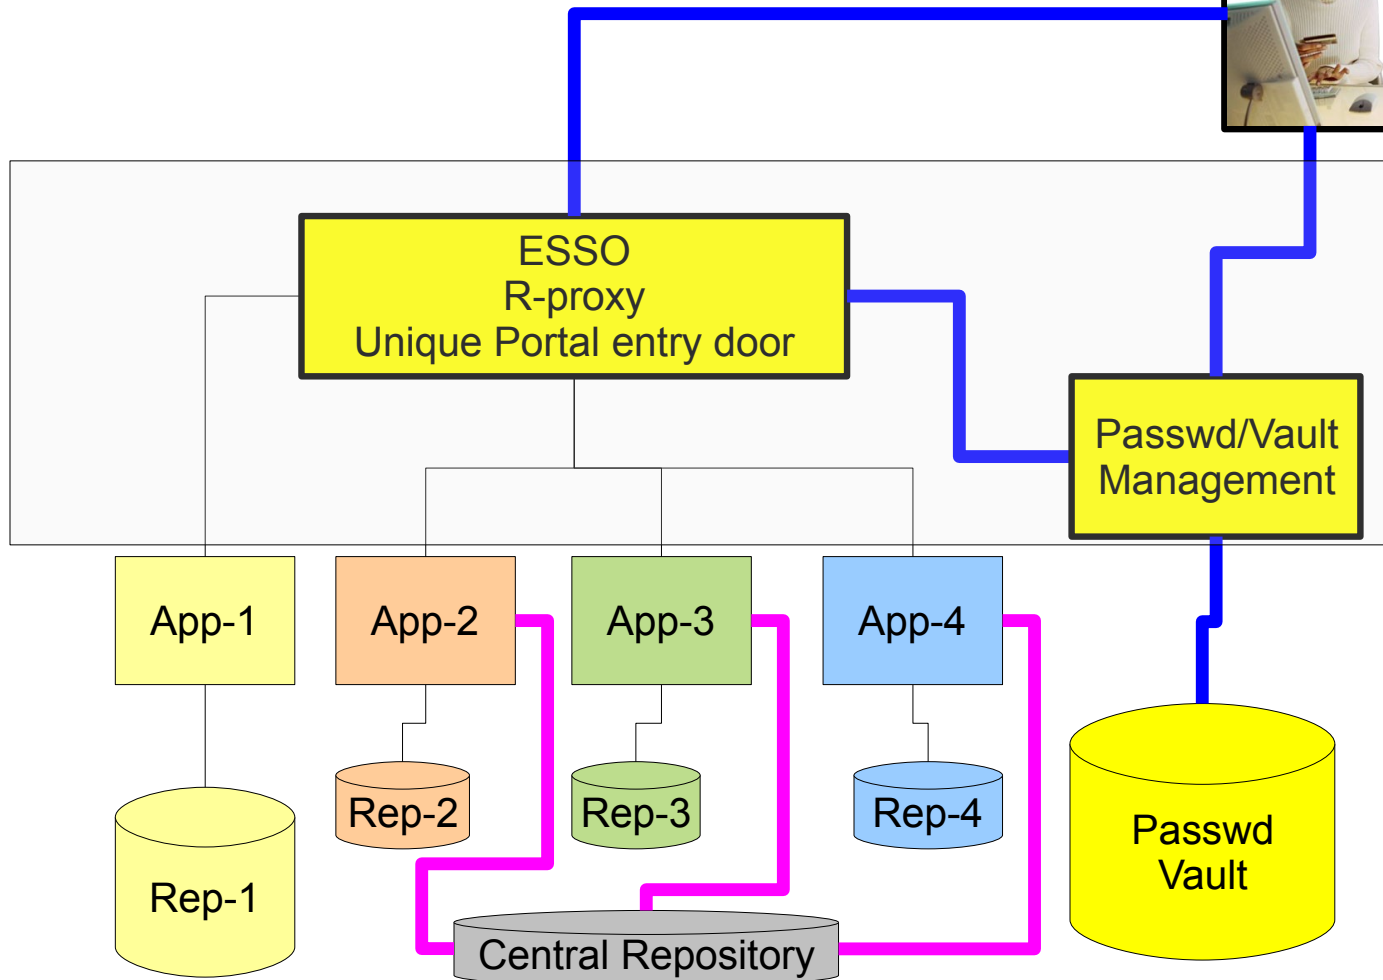 ESSO
R-proxy
Unique Portal entry door
Passwd/Vault
Management
App-1
App-2
App-3
App-4
Rep-1
Rep-2
Rep-3
Rep-4
Passwd
Vault
Central Repository